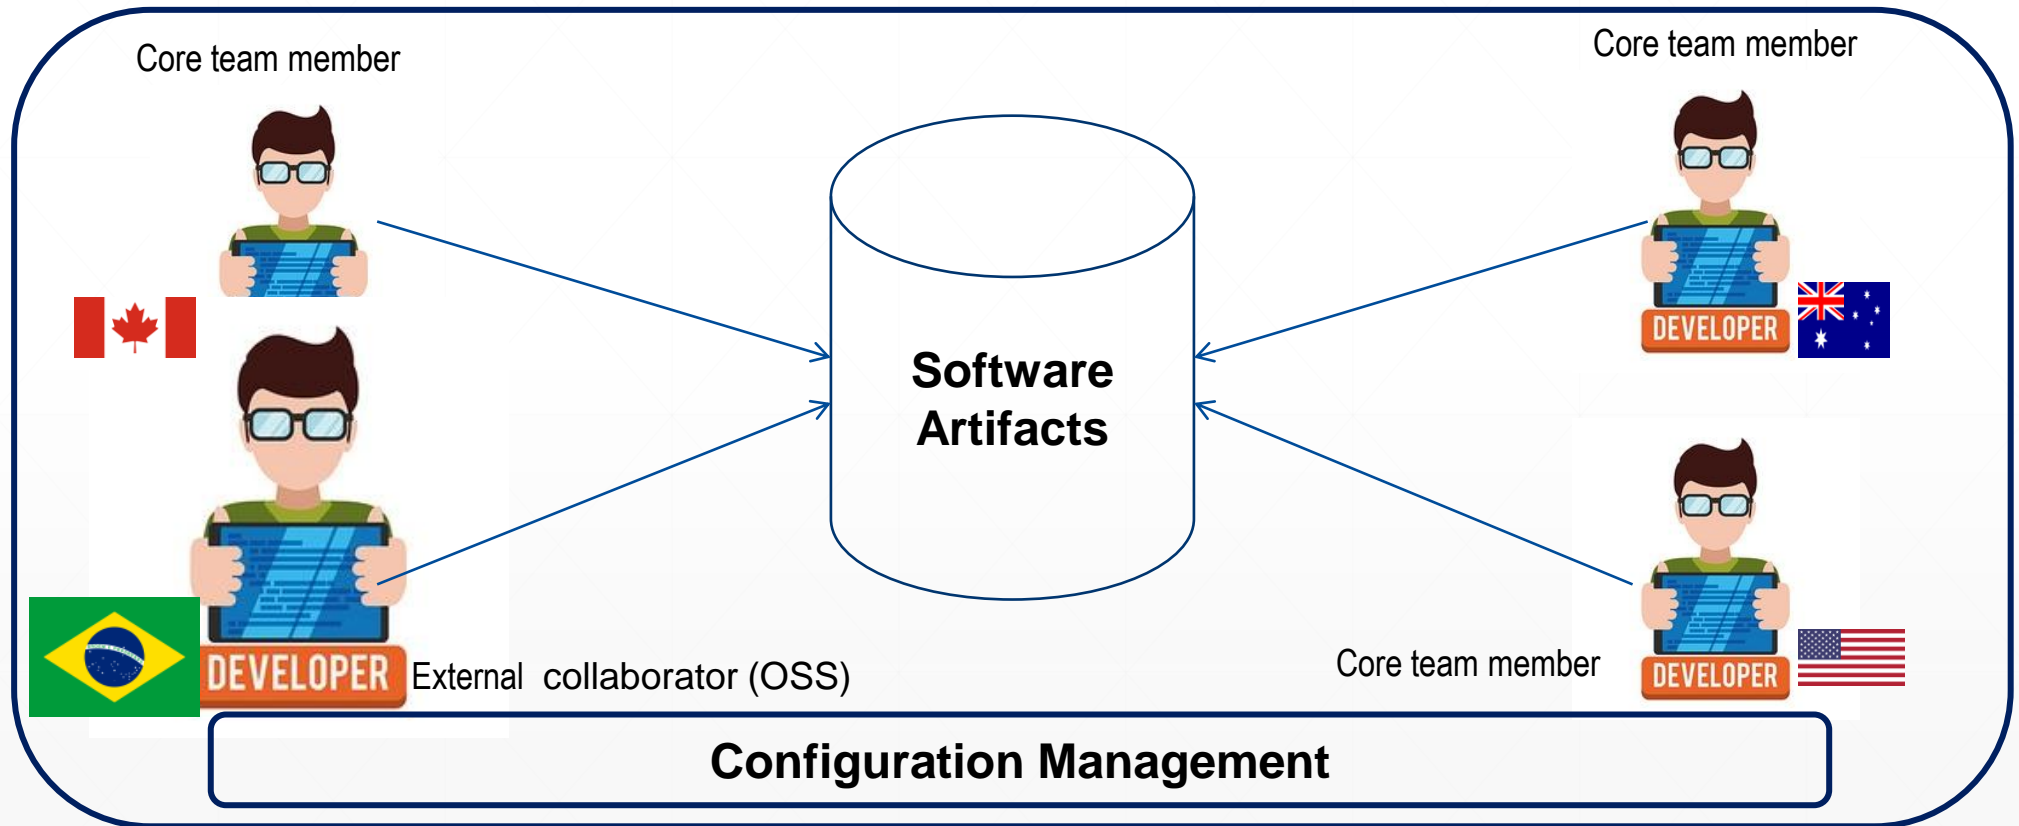 Core team member
Core team member
DEVELOPER
Software
Artifacts
DEVELOPER
External collaborator (OSS)
Core team member
DEVELOPER
Configuration Management